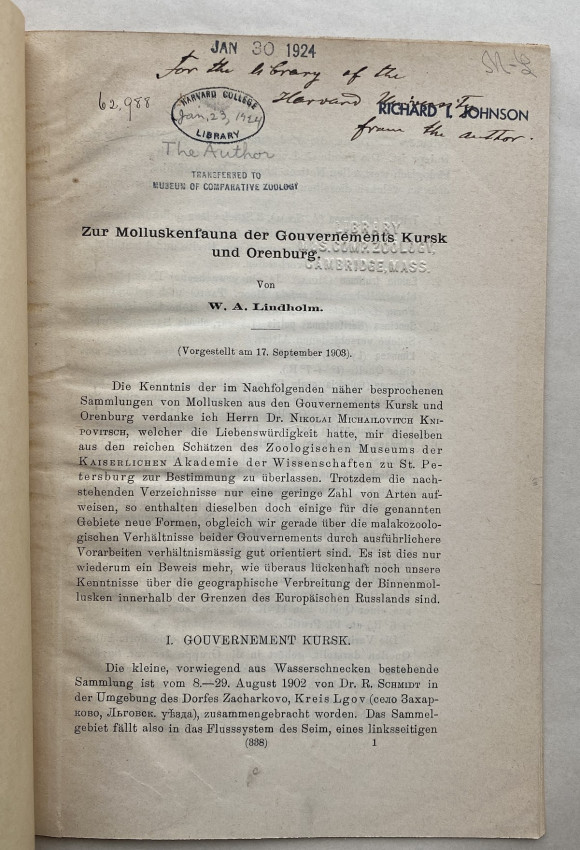 JAN 30 1924
For the library of the
Harvard University
from the author.
62,988
HARVARD COLLEGE
Jan, 23, 1924
LIBRARY
RICHARD I. JOHNSON
The Author
TRANSFERRED TO
MUSEUM OF COMPARATIVE ZOOLOGY
LIBRARY
MUS. COMP. ZOOLOGY,
CAMBRIDGE, MASS.
Zur Molluskenfauna der Gouvernements Kursk
und Orenburg.
Von
W. A. Lindholm.
(Vorgestellt am 17. September 1903).
Die Kenntnis der im Nachfolgenden näher besprochenen
Sammlungen von Mollusken aus den Gouvernements Kursk und
Orenburg verdanke ich Herrn Dr. NIKOLAI MICHAILOVITCH KNI-
POVITSCH, welcher die Liebenswürdigkeit hatte, mir dieselben
aus den reichen Schätzen des Zoologischen Museums der
KAISERLICHEN Akademie der Wissenschaften zu St. Pe-
tersburg zur Bestimmung zu überlassen. Trotzdem die nach-
stehenden Verzeichnisse nur eine geringe Zahl von Arten auf-
weisen, so enthalten dieselben doch einige für die genannten
Gebiete neue Formen, obgleich wir gerade über die malakozoolo-
gischen Verhältnisse beider Gouvernements durch ausführlichere
Vorarbeiten verhältnismässig gut orientiert sind. Es ist dies nur
wiederum ein Beweis mehr, wie überaus lückenhaft noch unsere
Kenntnisse über die geographische Verbreitung der Binnenmol-
lusken innerhalb der Grenzen des Europäischen Russlands sind.
I. GOUVERNEMENT KURSK.
Die kleine, vorwiegend aus Wasserschnecken bestehende
Sammlung ist vom 8.—29. August 1902 von Dr. R. SCHMIDT in
der Umgebung des Dorfes Zacharkovo, Kreis Lgov (село Захар-
ково, Льговск. уѣзда), zusammengebracht worden. Das Sammel-
gebiet fällt also in das Flusssystem des Seim, eines linksseitigen
(338) 1